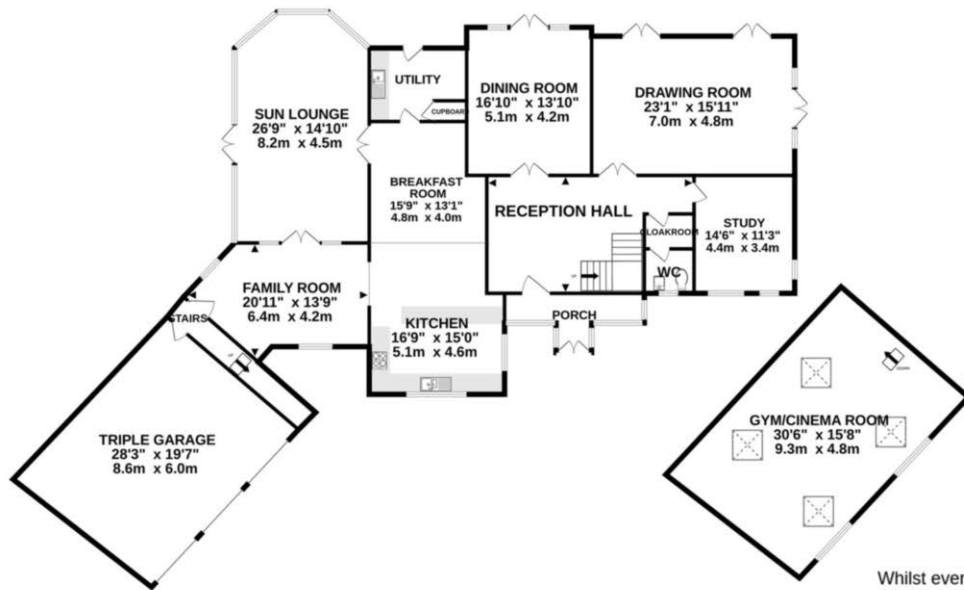 SUN LOUNGE
26'9" x 14'10"
8.2m x 4.5m
UTILITY
CUPBOARD
DINING ROOM
16'10" x 13'10"
5.1m x 4.2m
DRAWING ROOM
23'1" x 15'11"
7.0m x 4.8m
BREAKFAST
ROOM
15'9" x 13'1"
4.8m x 4.0m
RECEPTION HALL
CLOAKROOM
STUDY
14'6" x 11'3"
4.4m x 3.4m
WC
UP
FAMILY ROOM
20'11" x 13'9"
6.4m x 4.2m
STAIRS
UP
KITCHEN
16'9" x 15'0"
5.1m x 4.6m
PORCH
TRIPLE GARAGE
28'3" x 19'7"
8.6m x 6.0m
DOWN
GYM/CINEMA ROOM
30'6" x 15'8"
9.3m x 4.8m
Whilst ever